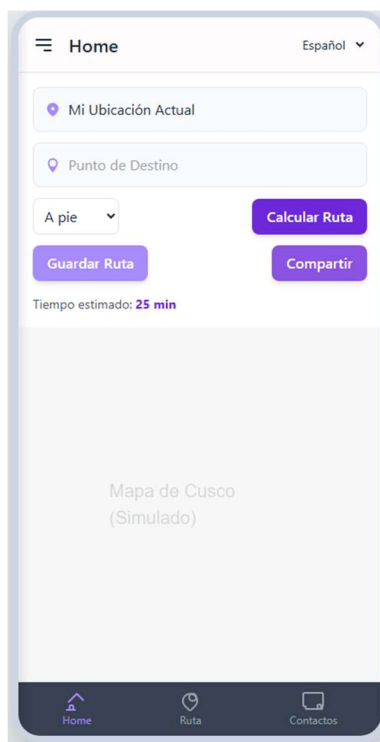 Home
Español
Mi Ubicación Actual
Punto de Destino
A pie
Calcular Ruta
Guardar Ruta
Compartir
Tiempo estimado: 25 min
Mapa de Cusco
(Simulado)
Home
Ruta
Contactos